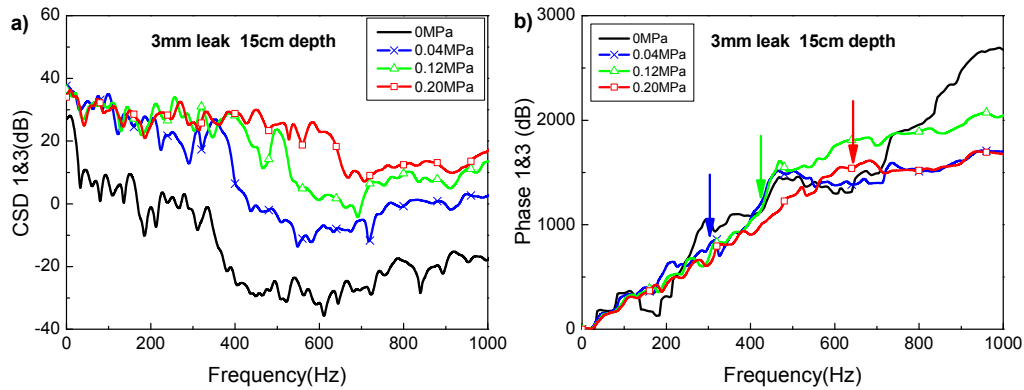 a)
3mm leak 15cm depth
0MPa
0.04MPa
0.12MPa
0.20MPa
CSD 1&3(dB)
60
40
20
0
-20
-40
0 200 400 600 800 1000
Frequency(Hz)
b)
3mm leak 15cm depth
0MPa
0.04MPa
0.12MPa
0.20MPa
Phase 1&3 (dB)
3000
2000
1000
0
0 200 400 600 800 1000
Frequency(Hz)